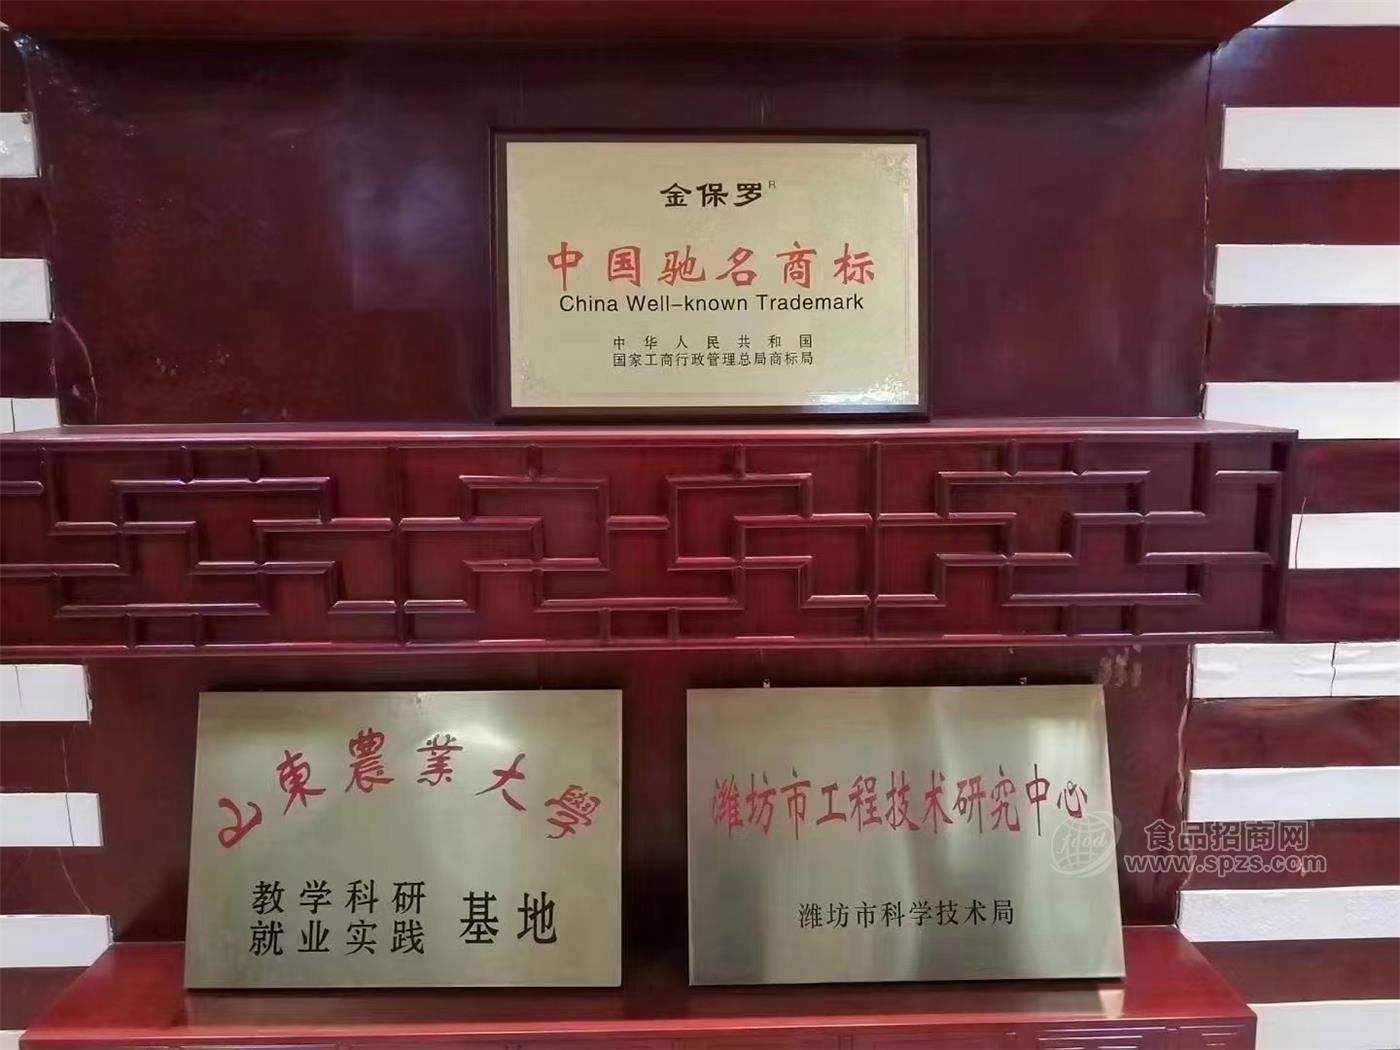 金保罗R
中国驰名商标
China Well-known Trademark
中华人民共和国
国家工商行政管理总局商标局
山東農業大學
教学科研
就业实践
基地
潍坊市工程技术研究中心
潍坊市科学技术局
food
食品招商网
www.spzs.com